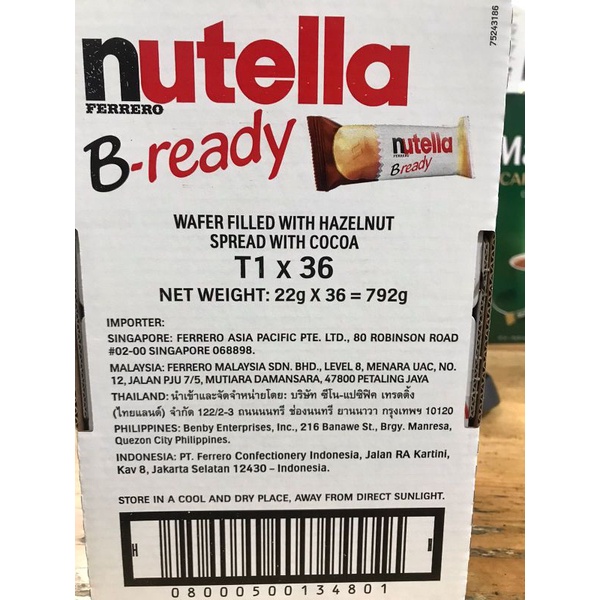 75243186
nutella
FERRERO
B-ready
nutella
FERRERO
B-ready
WAFER FILLED WITH HAZELNUT
SPREAD WITH COCOA
T1 x 36
NET WEIGHT: 22g X 36 = 792g
IMPORTER:
SINGAPORE: FERRERO ASIA PACIFIC PTE. LTD., 80 ROBINSON ROAD
#02-00 SINGAPORE 068898.
MALAYSIA: FERRERO MALAYSIA SDN. BHD., LEVEL 8, MENARA UAC, NO.
12, JALAN PJU 7/5, MUTIARA DAMANSARA, 47800 PETALING JAYA
THAILAND: นำเข้าและจัดจำหน่ายโดย: บริษัท ซีโน-แปซิฟิค เทรดดิ้ง
(ไทยแลนด์) จำกัด 122/2-3 ถนนนนทรี ช่องนนทรี ยานนาวา กรุงเทพฯ 10120
PHILIPPINES: Benby Enterprises, Inc., 216 Banawe St., Brgy. Manresa,
Quezon City Philippines.
INDONESIA: PT. Ferrero Confectionery Indonesia, Jalan RA Kartini,
Kav 8, Jakarta Selatan 12430 – Indonesia.
STORE IN A COOL AND DRY PLACE, AWAY FROM DIRECT SUNLIGHT.
H
08000500134801